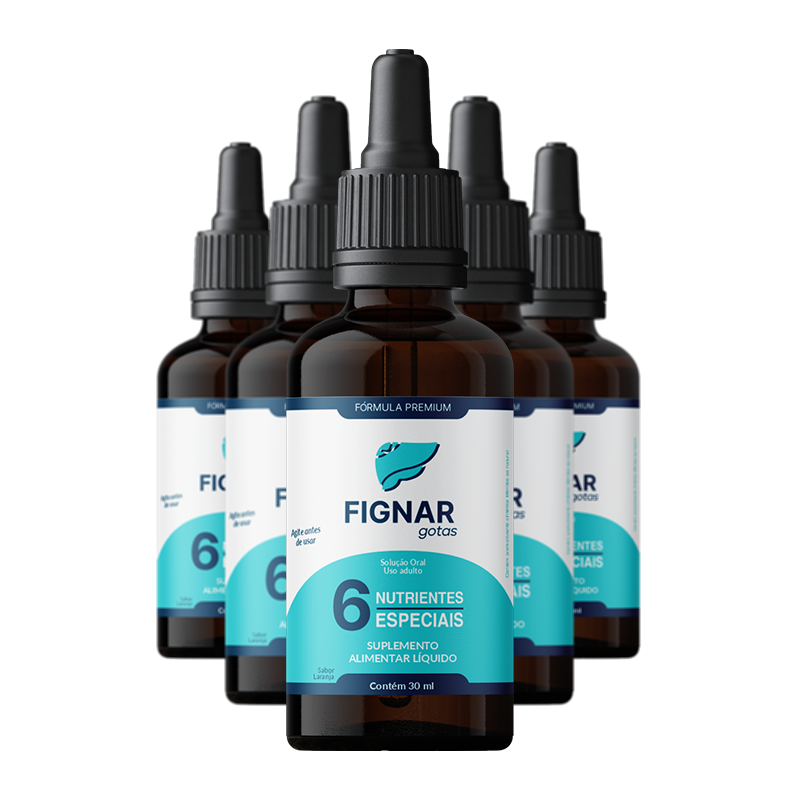 FÓRMULA PREMIUM
FIGNAR
gotas
Agite antes
de usar
Solução Oral
Uso adulto
6 NUTRIENTES
ESPECIAIS
SUPLEMENTO
ALIMENTAR LÍQUIDO
Sabor
Laranja
Contém 30 ml